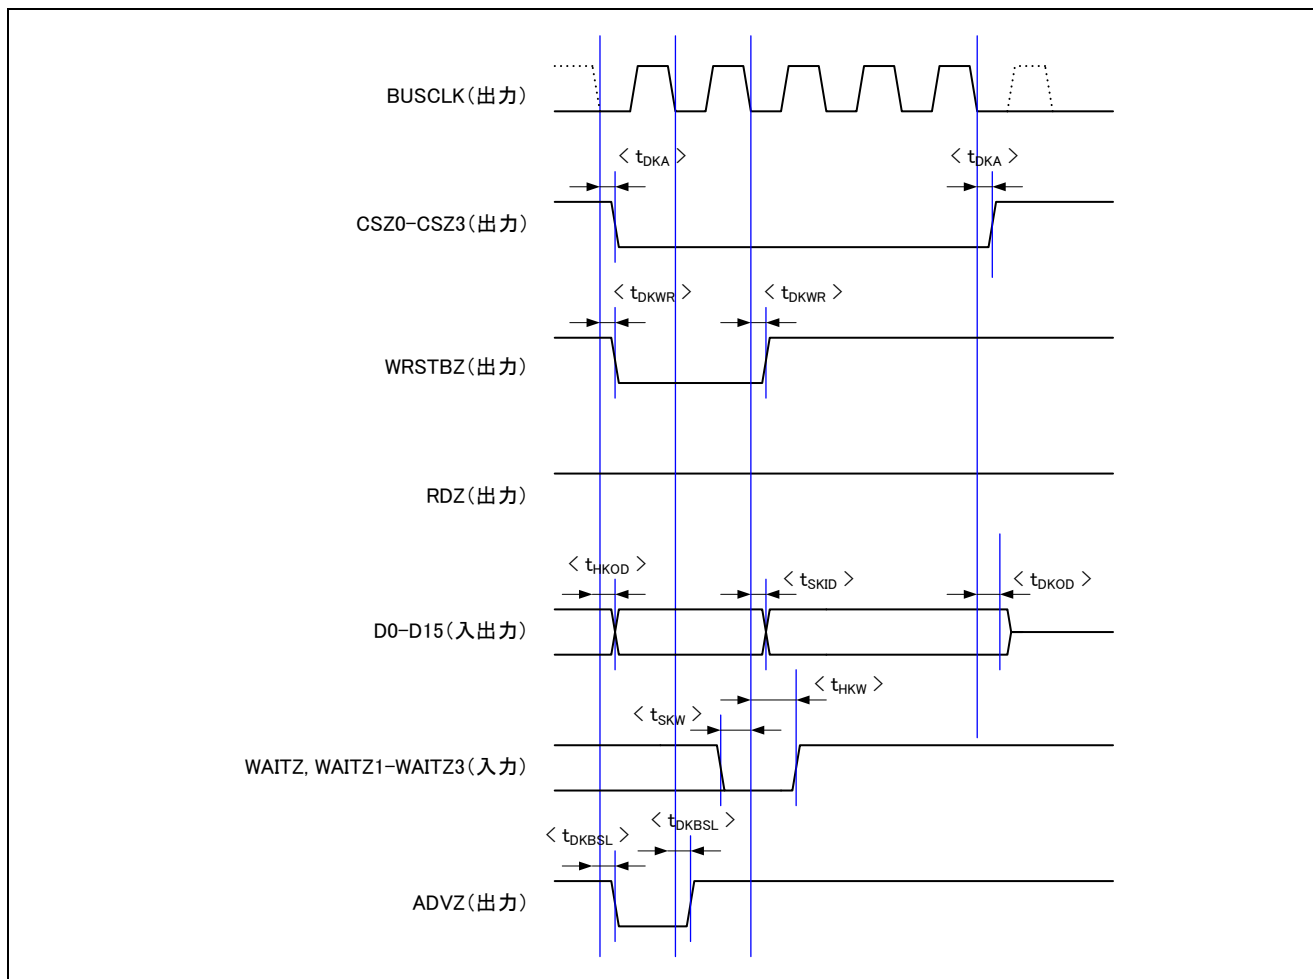 BUSCLK(出力)
< tDKA >
< tDKA >
CSZ0-CSZ3(出力)
< tDKWR >
< tDKWR >
WRSTBZ(出力)
RDZ(出力)
< tHKOD >
< tSKID >
< tDKOD >
D0-D15(入出力)
< tHKW >
< tSKW >
WAITZ, WAITZ1-WAITZ3(入力)
< tDKBSL >
< tDKBSL >
ADVZ(出力)